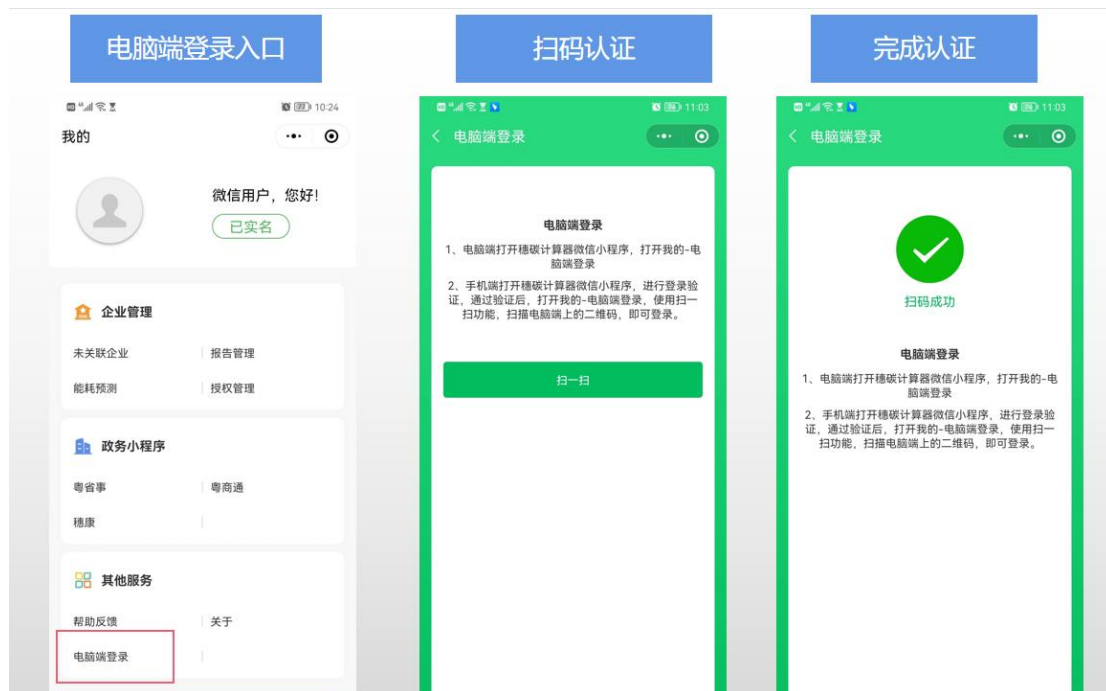 电脑端登录入口
10:24
我的
微信用户，您好！
已实名
企业管理
未关联企业
报告管理
能耗预测
授权管理
政务小程序
粤省事
粤商通
穗康
其他服务
帮助反馈
关于
电脑端登录
扫码认证
11:03
电脑端登录
电脑端登录
1、电脑端打开穗碳计算器微信小程序，打开我的-电
脑端登录
2、手机端打开穗碳计算器微信小程序，进行登录验
证，通过验证后，打开我的-电脑端登录，使用扫一
扫功能，扫描电脑端上的二维码，即可登录。
扫一扫
完成认证
11:03
电脑端登录
扫码成功
电脑端登录
1、电脑端打开穗碳计算器微信小程序，打开我的-电
脑端登录
2、手机端打开穗碳计算器微信小程序，进行登录验
证，通过验证后，打开我的-电脑端登录，使用扫一
扫功能，扫描电脑端上的二维码，即可登录。